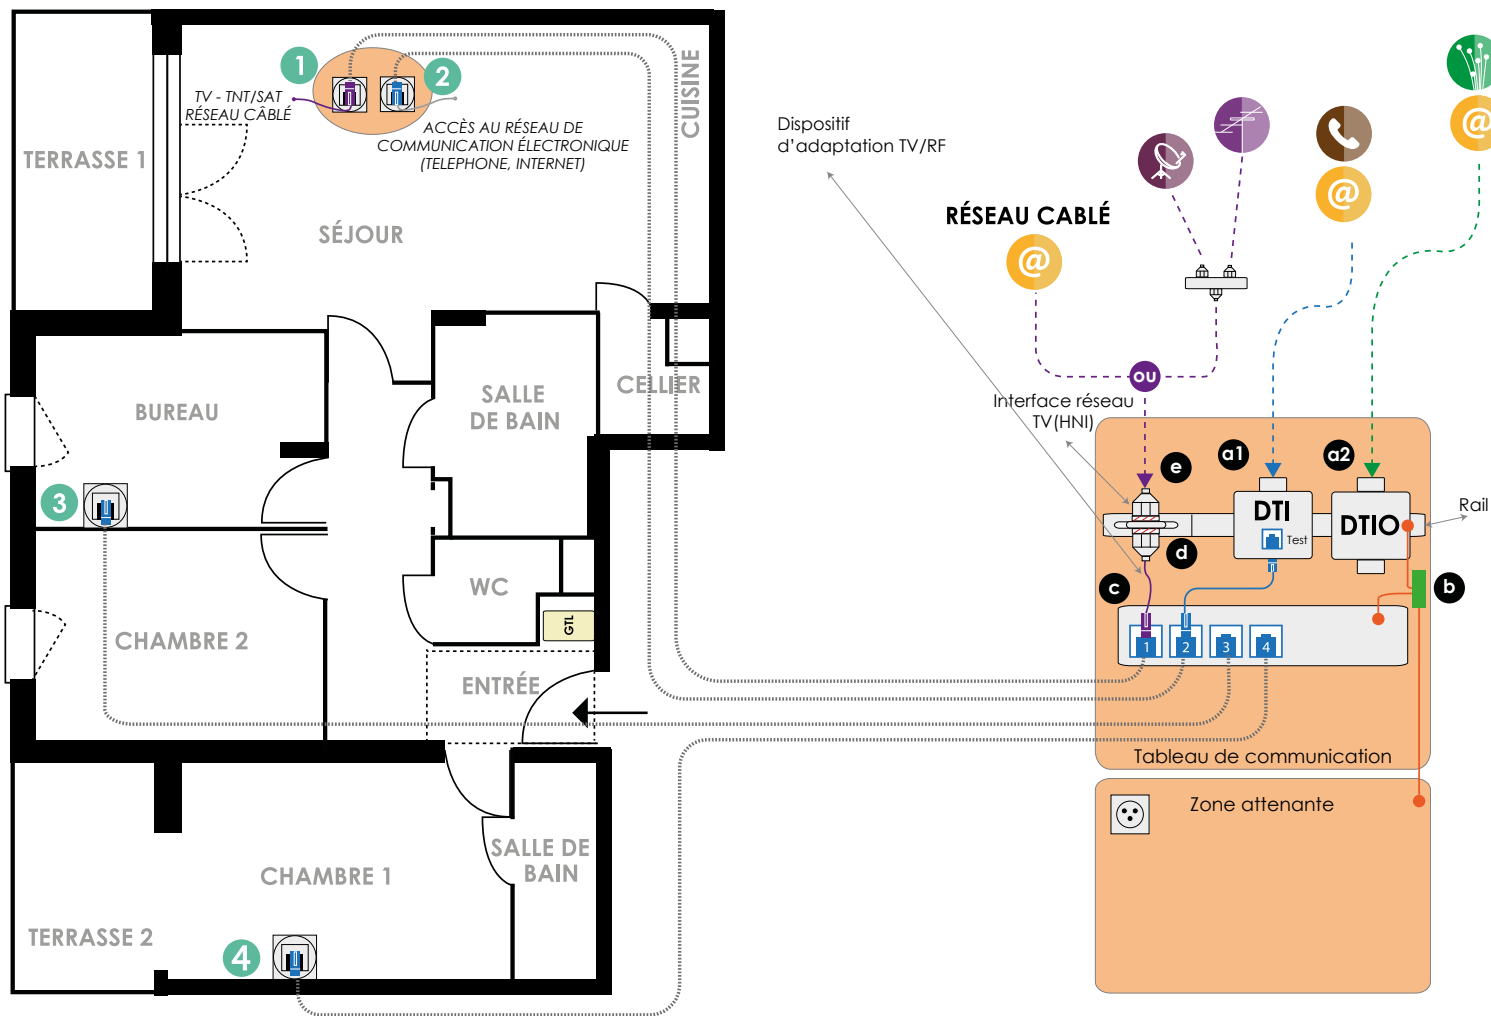 1
2
TV - TNT/SAT
RÉSEAU CÂBLÉ
ACCÈS AU RÉSEAU DE
COMMUNICATION ÉLECTRONIQUE
(TELEPHONE, INTERNET)
CUISINE
TERRASSE 1
SÉJOUR
BUREAU
SALLE
DE BAIN
CELLIER
3
WC
GTL
CHAMBRE 2
ENTRÉE
CHAMBRE 1
SALLE DE
BAIN
TERRASSE 2
4
Dispositif
d'adaptation TV/RF
RÉSEAU CABLÉ
@
@
@
ou
Interface réseau
TV(HNI)
e
a1
a2
DTI
Test
DTIO
Rail
d
c
b
1
2
3
4
Tableau de communication
Zone attenante